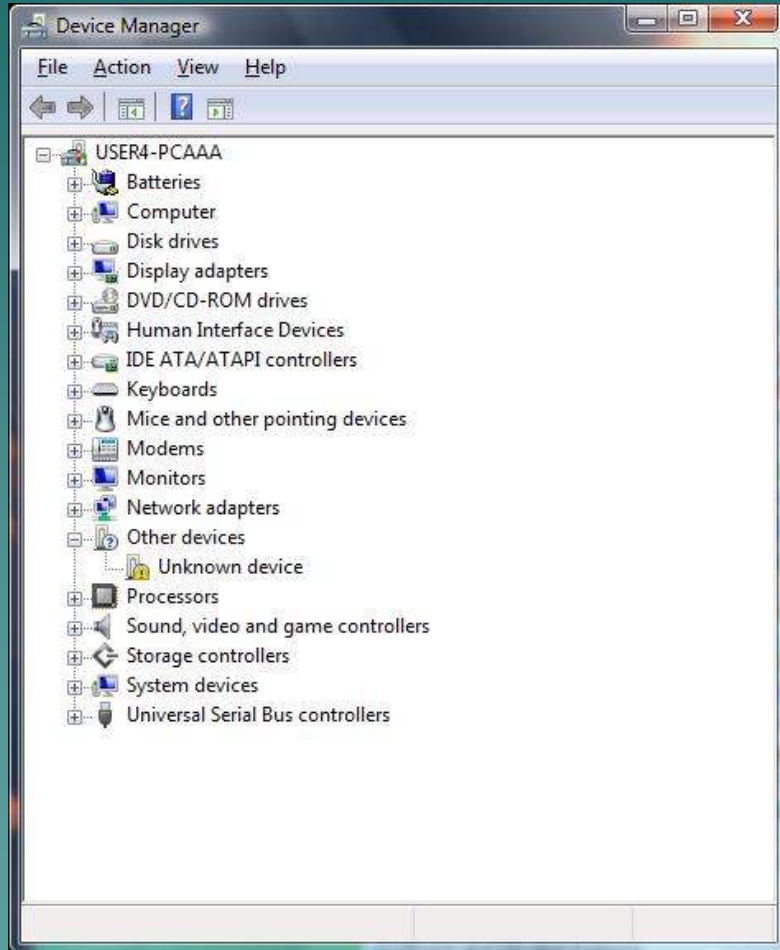 Device Manager
File Action View Help
USER4-PCAAA
Batteries
Computer
Disk drives
Display adapters
DVD/CD-ROM drives
Human Interface Devices
IDE ATA/ATAPI controllers
Keyboards
Mice and other pointing devices
Modems
Monitors
Network adapters
Other devices
Unknown device
Processors
Sound, video and game controllers
Storage controllers
System devices
Universal Serial Bus controllers